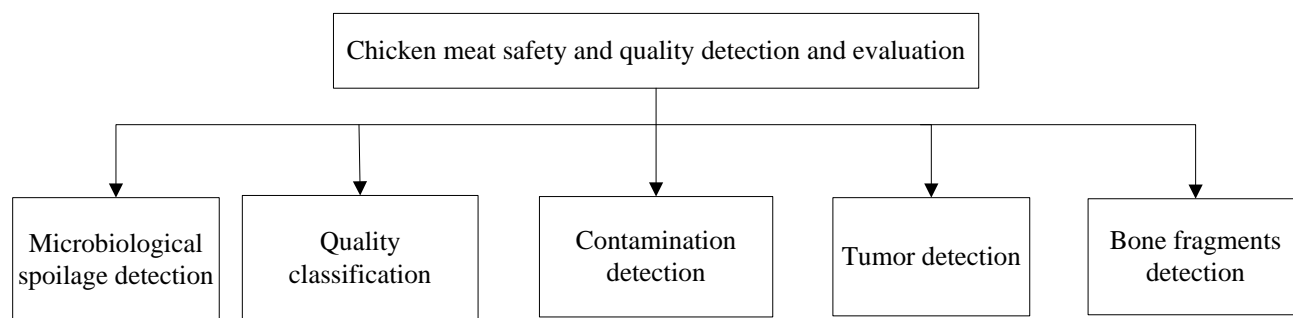 Chicken meat safety and quality detection and evaluation
Microbiological
spoilage detection
Quality
classification
Contamination
detection
Tumor detection
Bone fragments
detection